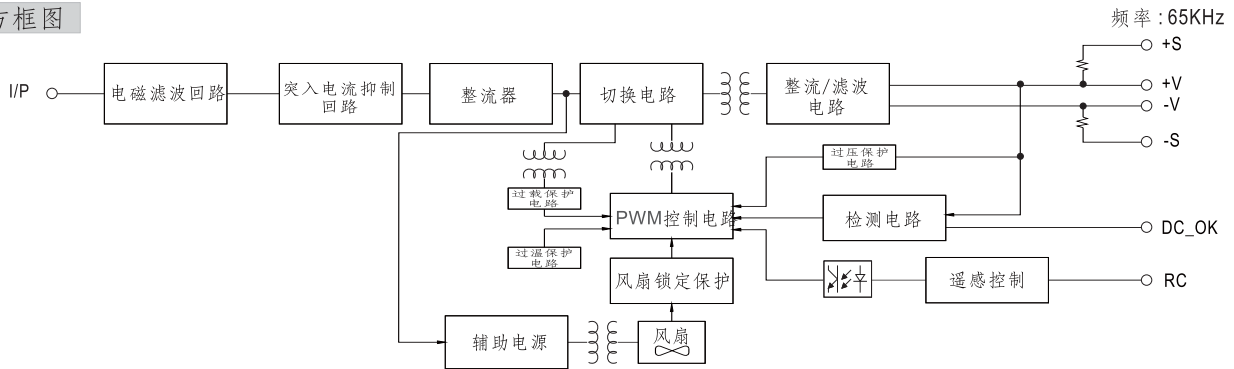 方框图
频率 : 65KHz
I/P
电磁滤波回路
突入电流抑制
回路
整流器
切换电路
整流/滤波
电路
+S
+V
-V
-S
过压保护
电路
过载保护
电路
PWM控制电路
检测电路
DC_OK
过温保护
电路
风扇锁定保护
遥感控制
RC
辅助电源
风扇